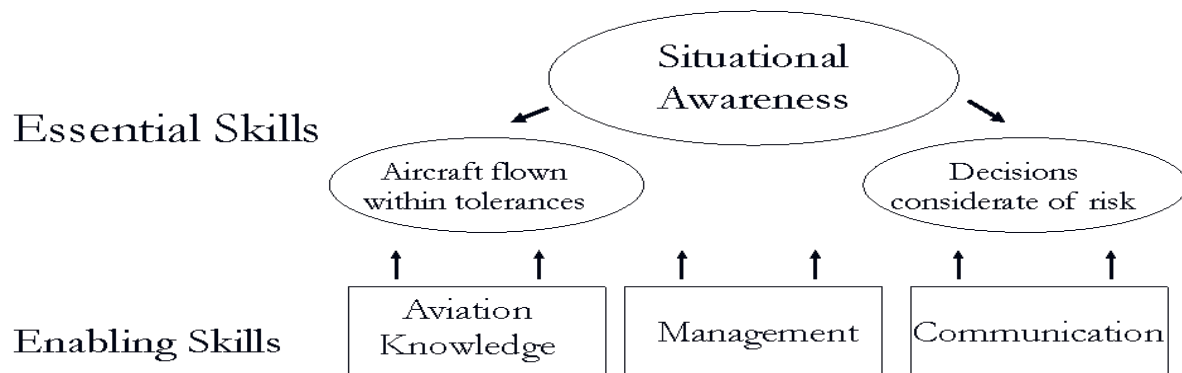 Situational
Awareness
Essential Skills
Aircraft flown
within tolerances
Decisions
considerate of risk
Aviation
Knowledge
Management
Communication
Enabling Skills